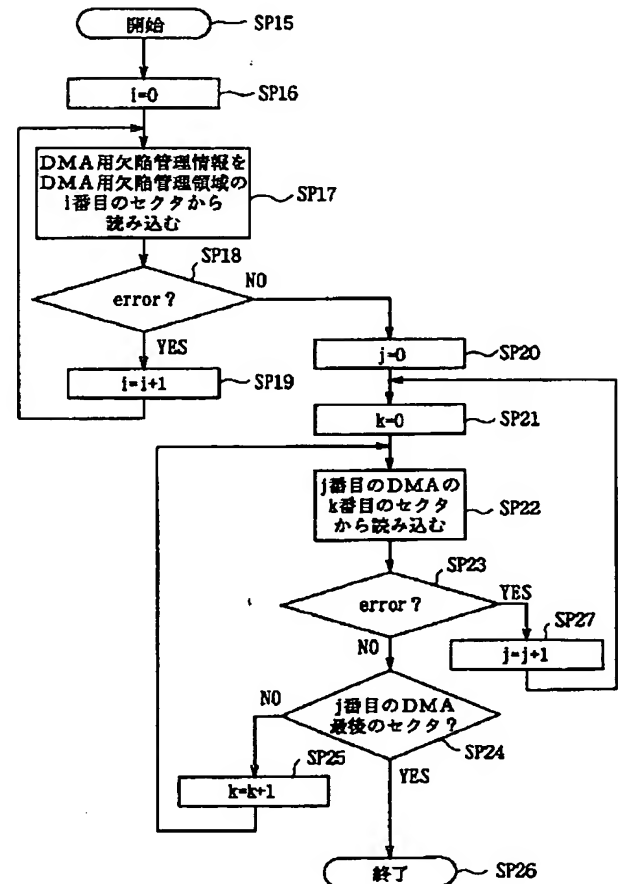 開始
SP15
i=0
SP16
DMA用欠陥管理情報を
DMA用欠陥管理領域の
i番目のセクタから
読み込む
SP17
SP18
error?
NO
YES
i=i+1
SP19
j=0
SP20
k=0
SP21
j番目のDMAの
k番目のセクタ
から読み込む
SP22
SP23
error?
YES
SP27
j=j+1
NO
j番目のDMA
最後のセクタ?
SP24
NO
SP25
k=k+1
YES
終了
SP26